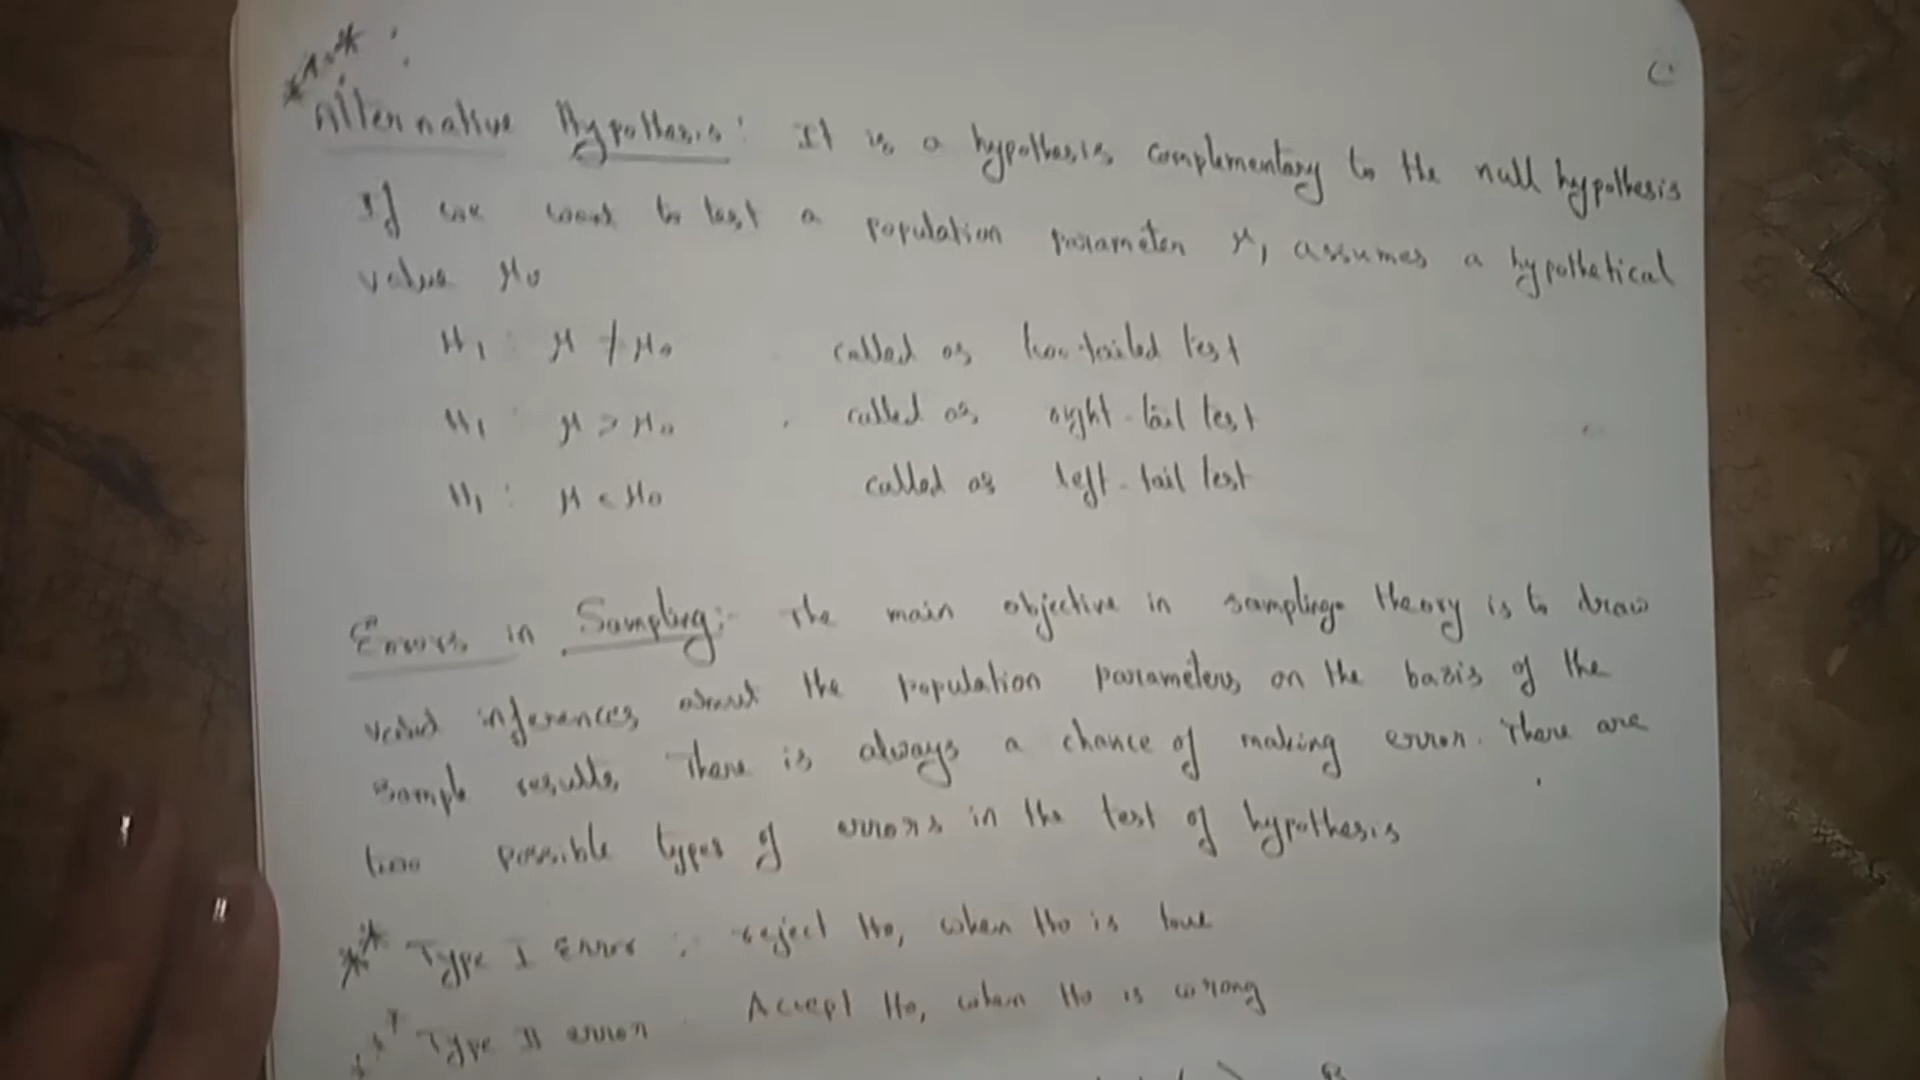 Alternative Hypothesis: It is a hypothesis complementary to the null hypothesis
If we want to test a population parameter μ, assumes a hypothetical
value μ0
H1 : μ ≠ μ0 called as two-tailed test
H1 : μ > μ0 called as right-tail test
H1 : μ < μ0 called as left-tail test
Errors in Sampling:- The main objective in sampling theory is to draw
valid inferences about the population parameters on the basis of the
sample results. There is always a chance of making error. There are
two possible types of errors in the test of hypothesis
** Type I Error : reject H0, when H0 is true
Type II error Accept H0, when H0 is wrong